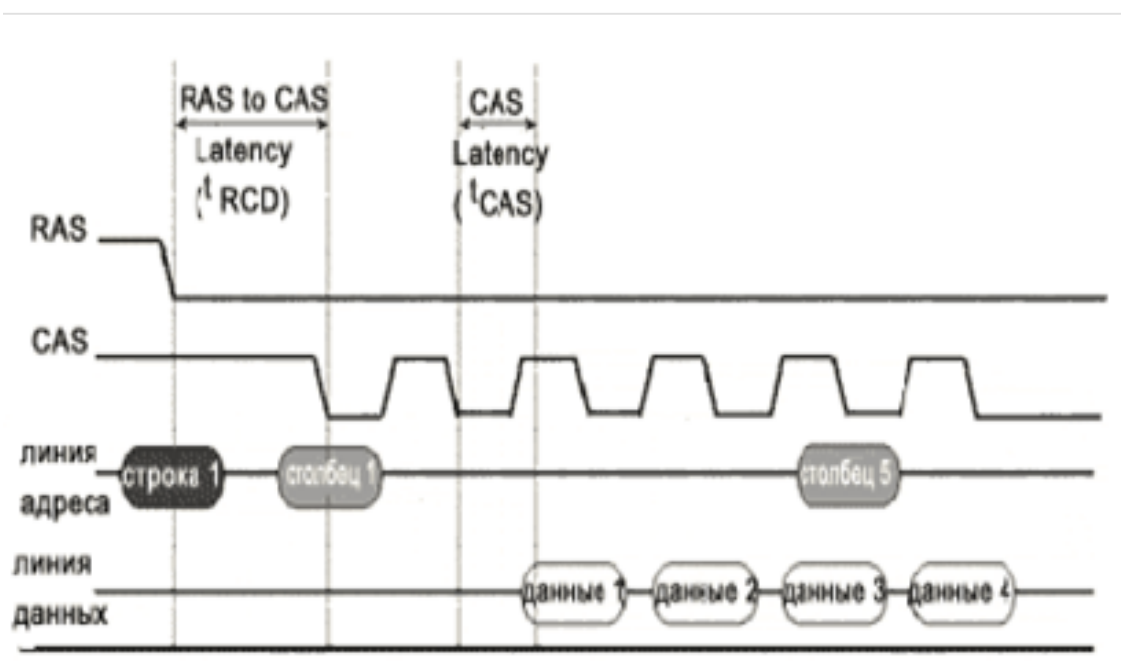 RAS to CAS
Latency
(t RCD)
CAS
Latency
(tCAS)
RAS
CAS
линия
адреса
строка 1
столбец 1
столбец 5
линия
данных
данные 1
данные 2
данные 3
данные 4